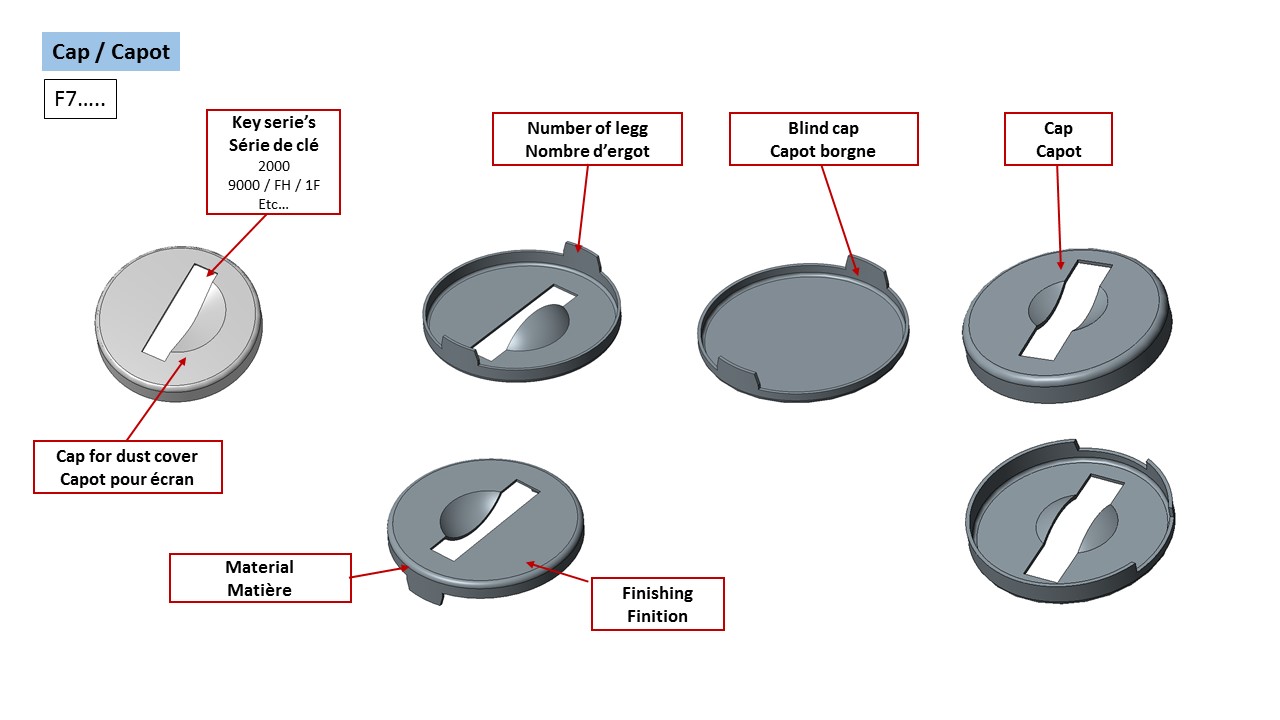 Cap / Capot
F7.....
Key serie's
Série de clé
2000
9000 / FH / 1F
Etc...
Number of legg
Nombre d'ergot
Blind cap
Capot borgne
Cap
Capot
Cap for dust cover
Capot pour écran
Material
Matière
Finishing
Finition